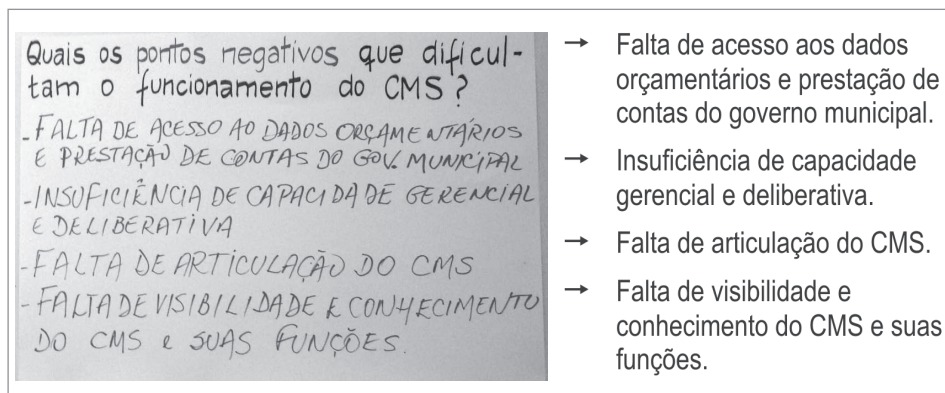 Quais os pontos negativos que dificul-
tam o funcionamento do CMS?
- FALTA DE ACESSO AO DADOS ORÇAMENTÁRIOS
E PRESTAÇÃO DE CONTAS DO GOV. MUNICIPAL
- INSUFICIÊNCIA DE CAPACIDADE GERENCIAL
E DELIBERATIVA
- FALTA DE ARTICULAÇÃO DO CMS
- FALTA DE VISIBILIDADE E CONHECIMENTO
DO CMS e SUAS FUNÇÕES.
→ Falta de acesso aos dados
orçamentários e prestação de
contas do governo municipal.
→ Insuficiência de capacidade
gerencial e deliberativa.
→ Falta de articulação do CMS.
→ Falta de visibilidade e
conhecimento do CMS e suas
funções.